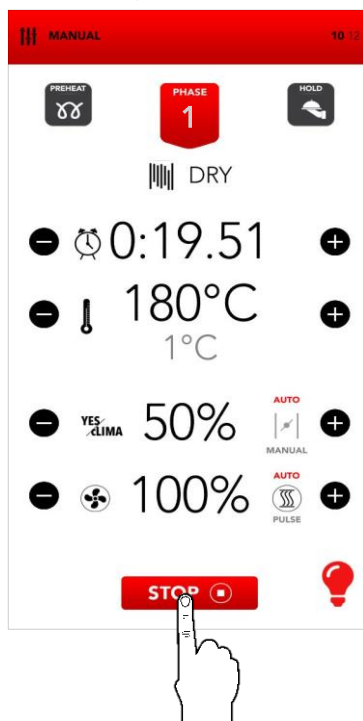 MANUAL 10 12
PREHEAT
PHASE
1
HOLD
DRY
0:19.51
180°C
1°C
YES/CLIMA
50%
AUTO
MANUAL
100%
AUTO
PULSE
STOP